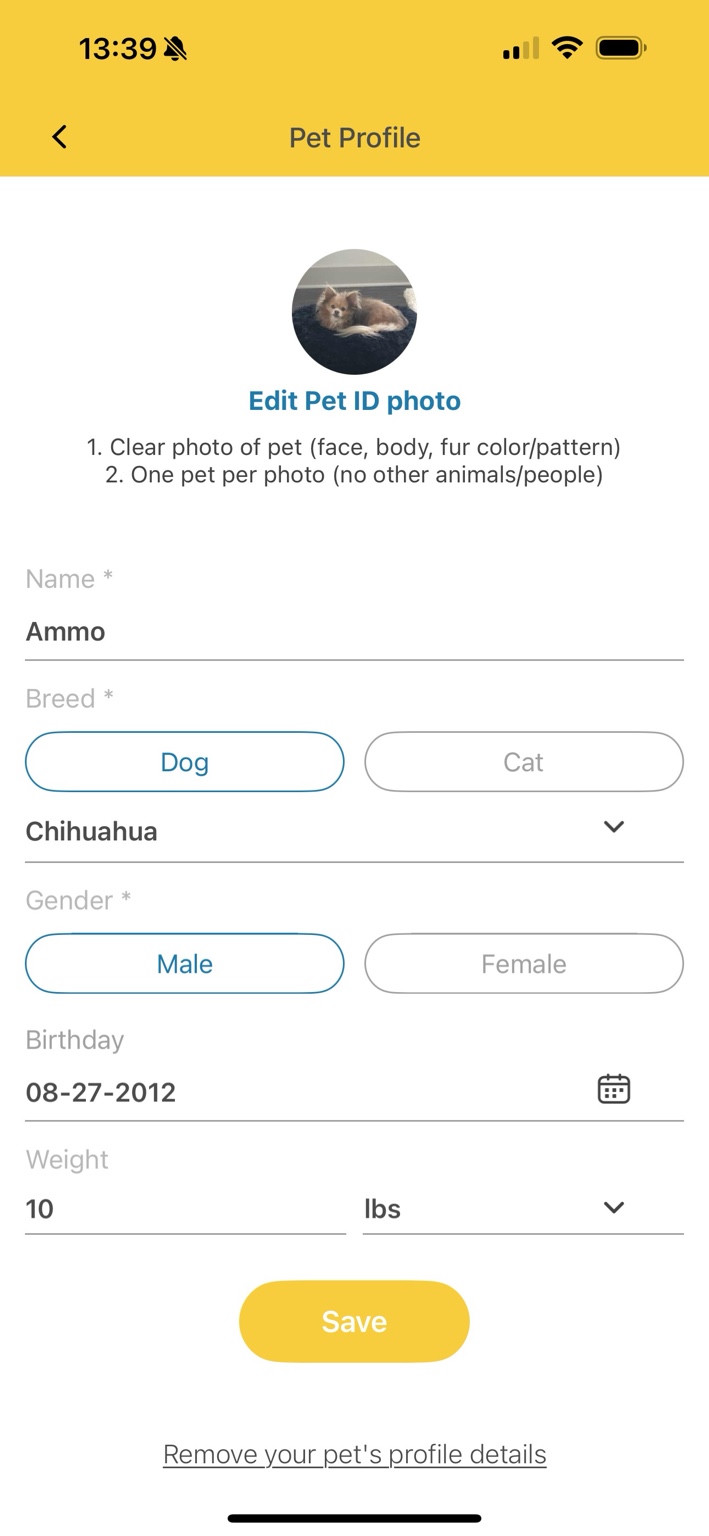 13:39
Pet Profile
Edit Pet ID photo
1. Clear photo of pet (face, body, fur color/pattern)
2. One pet per photo (no other animals/people)
Name *
Ammo
Breed *
Dog Cat
Chihuahua
Gender *
Male Female
Birthday
08-27-2012
Weight
10 lbs
Save
Remove your pet's profile details